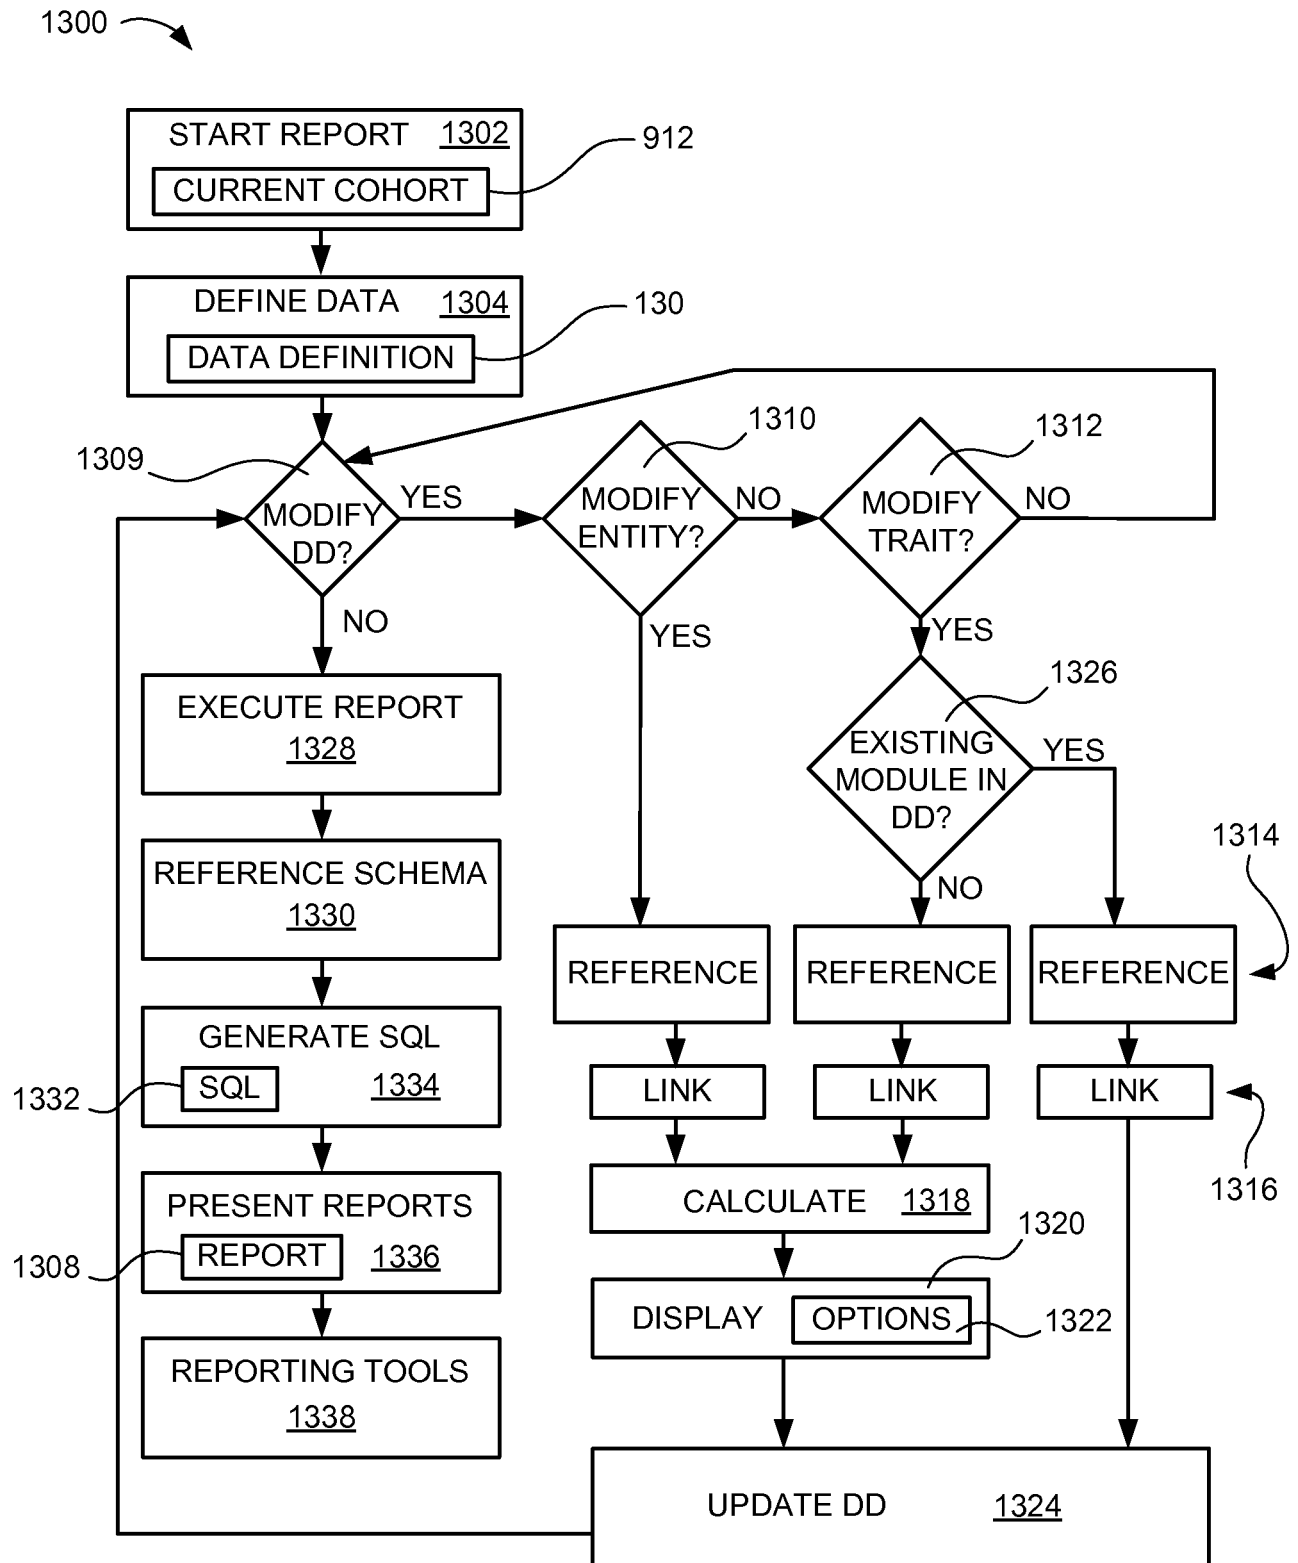 1300
START REPORT 1302
912
CURRENT COHORT
DEFINE DATA 1304
130
DATA DEFINITION
1309
MODIFY
DD?
YES
NO
1310
MODIFY
ENTITY?
NO
YES
1312
MODIFY
TRAIT?
NO
YES
1326
EXISTING
MODULE IN
DD?
YES
NO
EXECUTE REPORT
1328
REFERENCE SCHEMA
1330
GENERATE SQL
1332
SQL
1334
PRESENT REPORTS
1308
REPORT
1336
REPORTING TOOLS
1338
REFERENCE
REFERENCE
REFERENCE
1314
LINK
LINK
LINK
1316
CALCULATE 1318
1320
DISPLAY OPTIONS
1322
UPDATE DD 1324